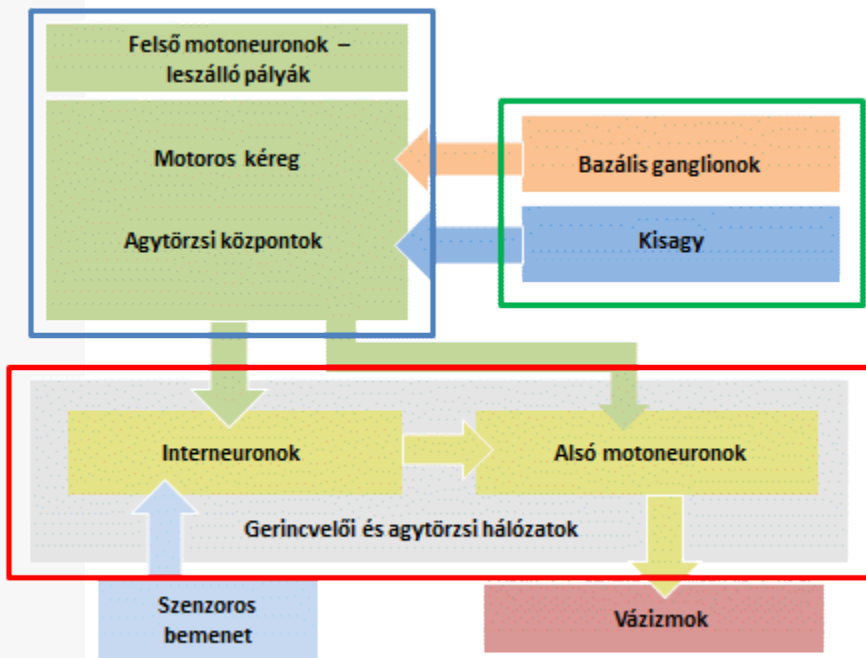 Felső motoneuronok –
leszálló pályák
Motoros kéreg
Bazális ganglionok
Agytörzsi központok
Kisagy
Interneuronok
Alsó motoneuronok
Gerincvelői és agytörzsi hálózatok
Szenzoros
bemenet
Vázizmok